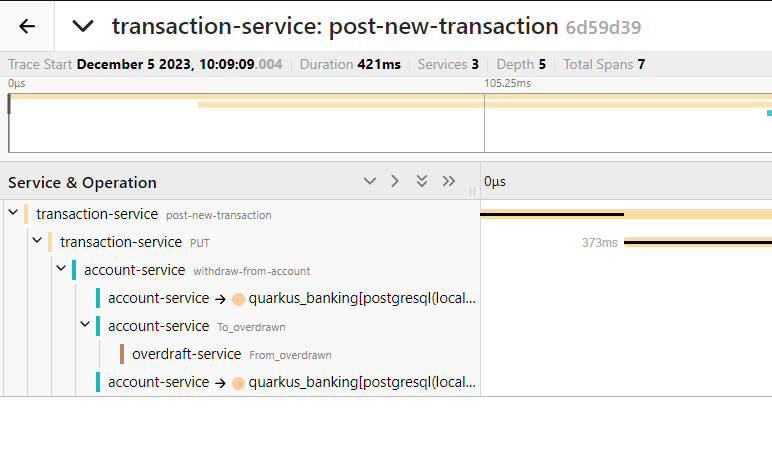 transaction-service: post-new-transaction 6d59d39
Trace Start December 5 2023, 10:09:09.004 Duration 421ms Services 3 Depth 5 Total Spans 7
0μs 105.25ms
Service & Operation 0μs
transaction-service post-new-transaction
transaction-service PUT 373ms
account-service withdraw-from-account
account-service → quarkus_banking[postgresql(local...
account-service To_overdrawn
overdraft-service From_overdrawn
account-service → quarkus_banking[postgresql(local...